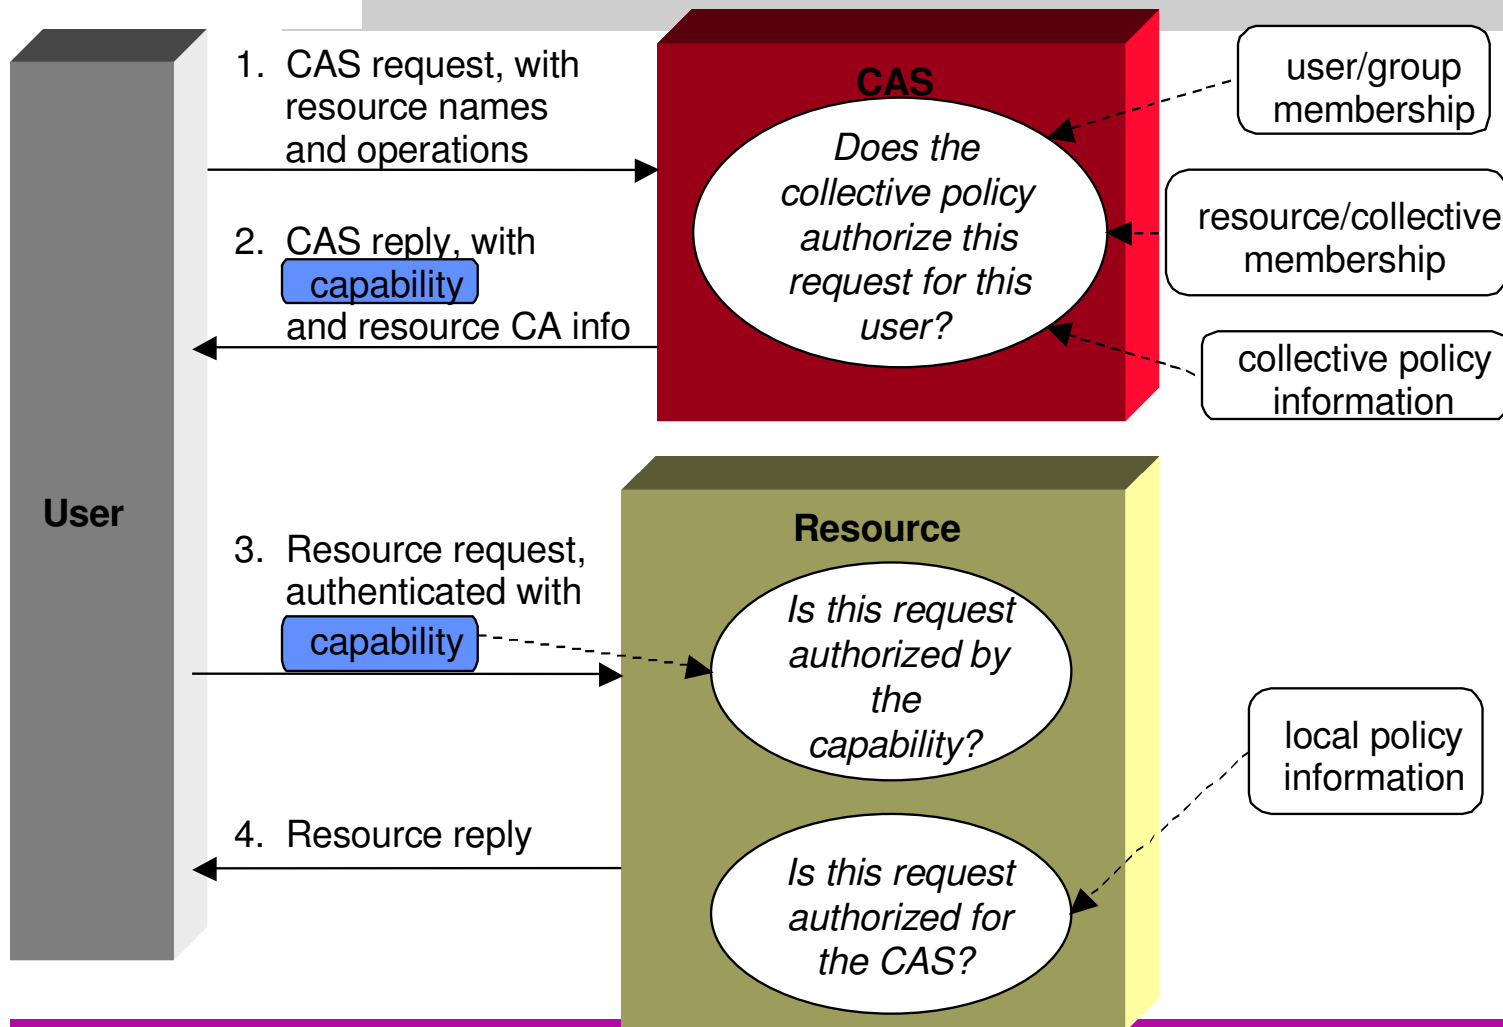 1. CAS request, with
resource names
and operations
2. CAS reply, with
capability
and resource CA info
User
3. Resource request,
authenticated with
capability
4. Resource reply
CAS
Does the
collective policy
authorize this
request for this
user?
user/group
membership
resource/collective
membership
collective policy
information
Resource
Is this request
authorized by
the
capability?
Is this request
authorized for
the CAS?
local policy
information